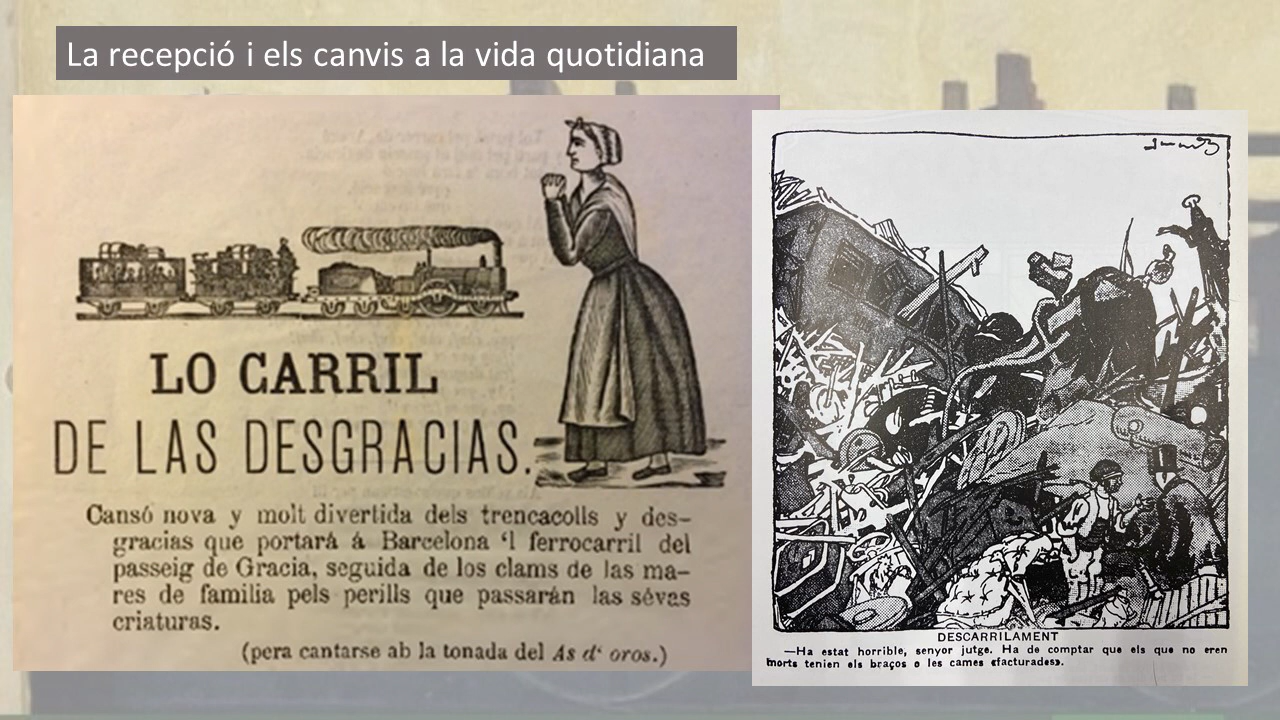 La recepció i els canvis a la vida quotidiana
LO CARRIL
DE LAS DESGRACIAS.
Cansó nova y molt divertida dels trencacolls y des-
gracias que portará á Barcelona ‘l ferrocarril del
passeig de Gracia, seguida de los clams de las ma-
res de familia pels perills que passarán las sévas
criaturas.
(pera cantarse ab la tonada del As d‘ oros.)
DESCARRILAMENT
—Ha estat horrible, senyor jutge. Ha de comptar que els que no eren
morts tenien els braços o les cames «facturades».